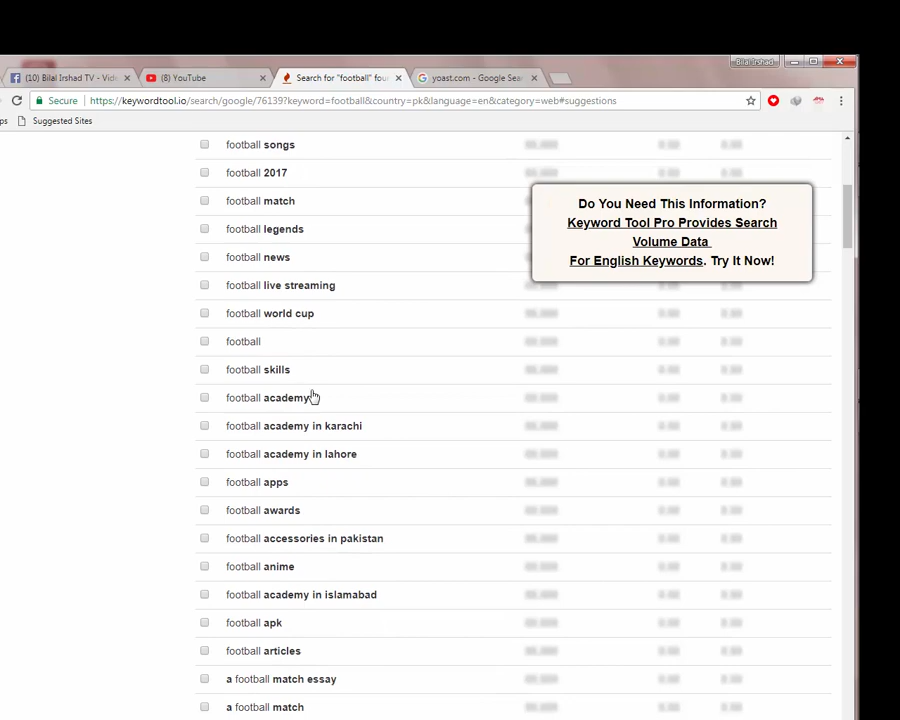 Bilal Irshad
(10) Bilal Irshad TV - Vide
(8) YouTube
Search for "football" fou
yoast.com - Google Sea
Secure
https://keywordtool.io/search/google/76139?keyword=football&country=pk&language=en&category=web#suggestions
ps
Suggested Sites
football songs
football 2017
football match
football legends
football news
football live streaming
football world cup
football
football skills
football academy
football academy in karachi
football academy in lahore
football apps
football awards
football accessories in pakistan
football anime
football academy in islamabad
football apk
football articles
a football match essay
a football match
Do You Need This Information?
Keyword Tool Pro Provides Search
Volume Data
For English Keywords. Try It Now!